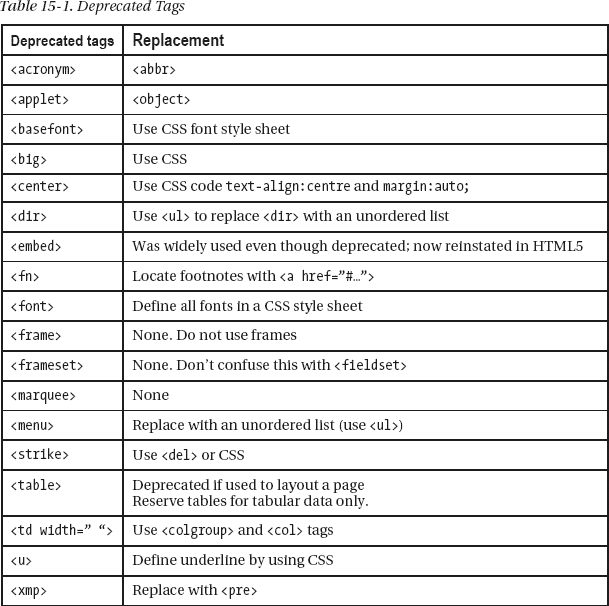 Table 15-1. Deprecated Tags
Deprecated tags Replacement
<acronym> <abbr>
<applet> <object>
<basefont> Use CSS font style sheet
<big> Use CSS
<center> Use CSS code text-align:centre and margin:auto;
<dir> Use <ul> to replace <dir> with an unordered list
<embed> Was widely used even though deprecated; now reinstated in HTML5
<fn> Locate footnotes with <a href=”#…”>
<font> Define all fonts in a CSS style sheet
<frame> None. Do not use frames
<frameset> None. Don’t confuse this with <fieldset>
<marquee> None
<menu> Replace with an unordered list (use <ul>)
<strike> Use <del> or CSS
<table> Deprecated if used to layout a page
Reserve tables for tabular data only.
<td width=” “> Use <colgroup> and <col> tags
<u> Define underline by using CSS
<xmp> Replace with <pre>